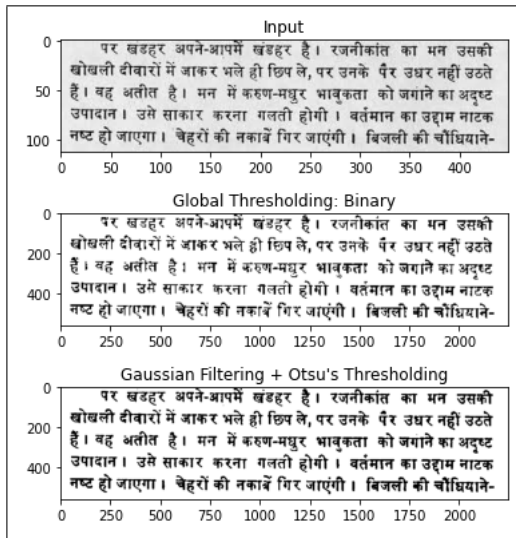 Input
0
50
100
पर खंडहर अपने-आपमें खंडहर है। रजनीकांत का मन उसकी
खोखली दीवारों में जाकर भले ही छिप ले, पर उनके पैर उधर नहीं उठते
हैं। वह अतीत है। मन में करुण-मधुर भावुकता को जगाने का अदृष्ट
उपादान। उसे साकार करना गलती होगी। वर्तमान का उद्दाम नाटक
नष्ट हो जाएगा। चेहरों की नकाबें गिर जाएंगी। बिजली की चौंधियाने-
0 50 100 150 200 250 300 350 400
Global Thresholding: Binary
0
200
400
पर खडहर अपने-आपमें खंडहर है। रजनीकांत का मन उसकी
खोखली दीवारों में जाकर भले ही छिप ले, पर उनके पैर उधर नहीं उठते
हैं। वह अतीत है। मन में करुण-मधुर भावुकता को जगाने का अदृष्ट
उपादान। उसे साकार करना गलती होगी। वर्तमान का उद्दाम नाटक
नष्ट हो जाएगा। चेहरों की नकाबें गिर जाएंगी। बिजली की चौंधियाने-
0 250 500 750 1000 1250 1500 1750 2000
Gaussian Filtering + Otsu's Thresholding
0
200
400
पर खंडहर अपने-आपमें खंडहर है। रजनीकांत का मन उसकी
खोखली दीवारों में जाकर भले ही छिप ले, पर उनके पैर उधर नहीं उठते
हैं। वह अतीत है। मन में करुण-मधुर भावुकता को जगाने का अदृष्ट
उपादान। उसे साकार करना गलती होगी। वर्तमान का उद्दाम नाटक
नष्ट हो जाएगा। चेहरों की नकाबें गिर जाएंगी। बिजली की चौंधियाने-
0 250 500 750 1000 1250 1500 1750 2000